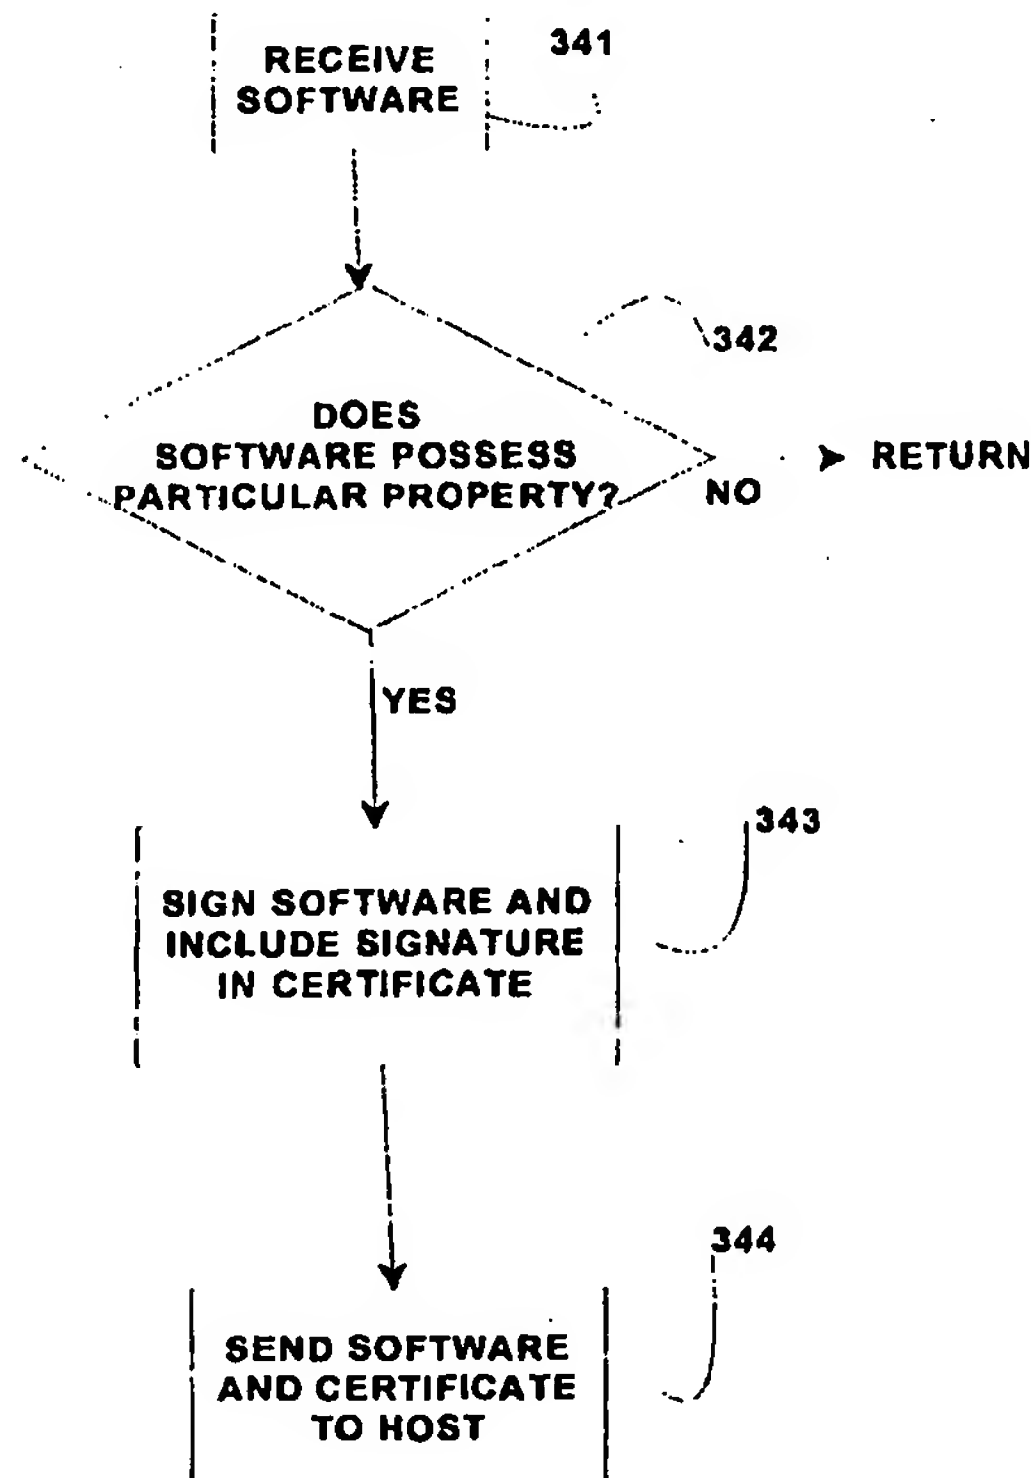 341
RECEIVE
SOFTWARE
342
DOES
SOFTWARE POSSESS
PARTICULAR PROPERTY?
RETURN
NO
YES
343
SIGN SOFTWARE AND
INCLUDE SIGNATURE
IN CERTIFICATE
344
SEND SOFTWARE
AND CERTIFICATE
TO HOST